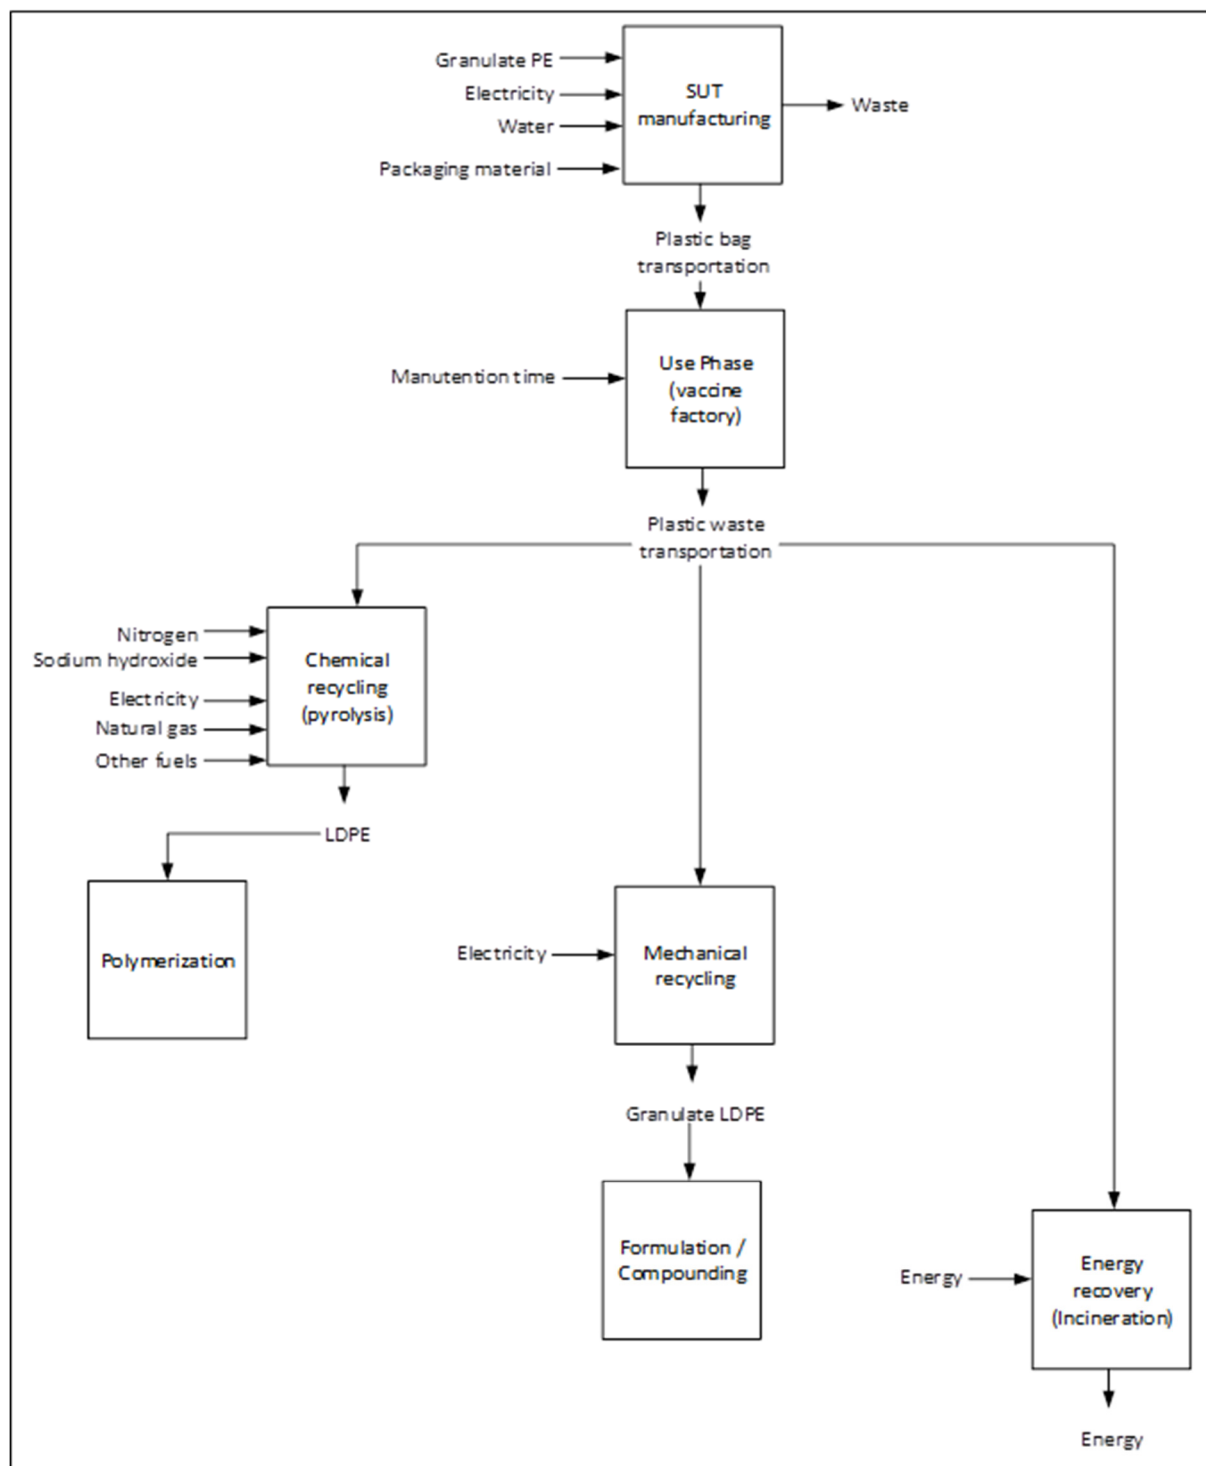 Granulate PE
Electricity
Water
Packaging material
SUT
manufacturing
Waste
Plastic bag
transportation
Manutention time
Use Phase
(vaccine
factory)
Plastic waste
transportation
Nitrogen
Sodium hydroxide
Electricity
Natural gas
Other fuels
Chemical
recycling
(pyrolysis)
LDPE
Polymerization
Electricity
Mechanical
recycling
Granulate LDPE
Formulation /
Compounding
Energy
Energy
recovery
(Incineration)
Energy